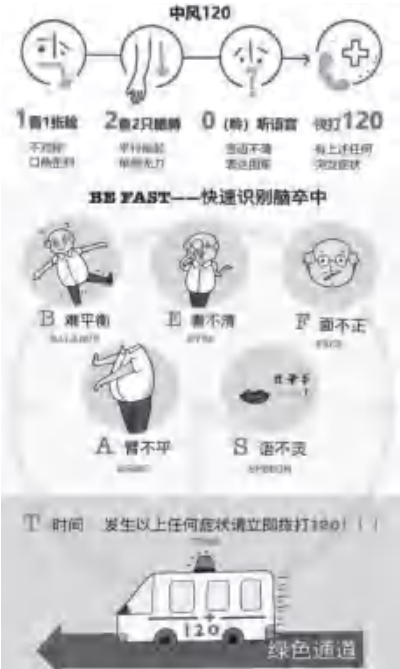 中风120
1看1张脸
2查2只胳膊
0（聆）听语言
快打120
不对称?
口角歪斜
平行抬起
单侧无力
言语不清
表达困难
有上述任何
突发症状
BE FAST——快速识别脑卒中
B 难平衡
BALANCE
E 看不清
EYES
F 面不正
FACE
A 臂不平
ARMS
S 语不灵
SPEECH
T 时间 发生以上任何症状请立即拨打120!!!
TIME
120
绿色通道